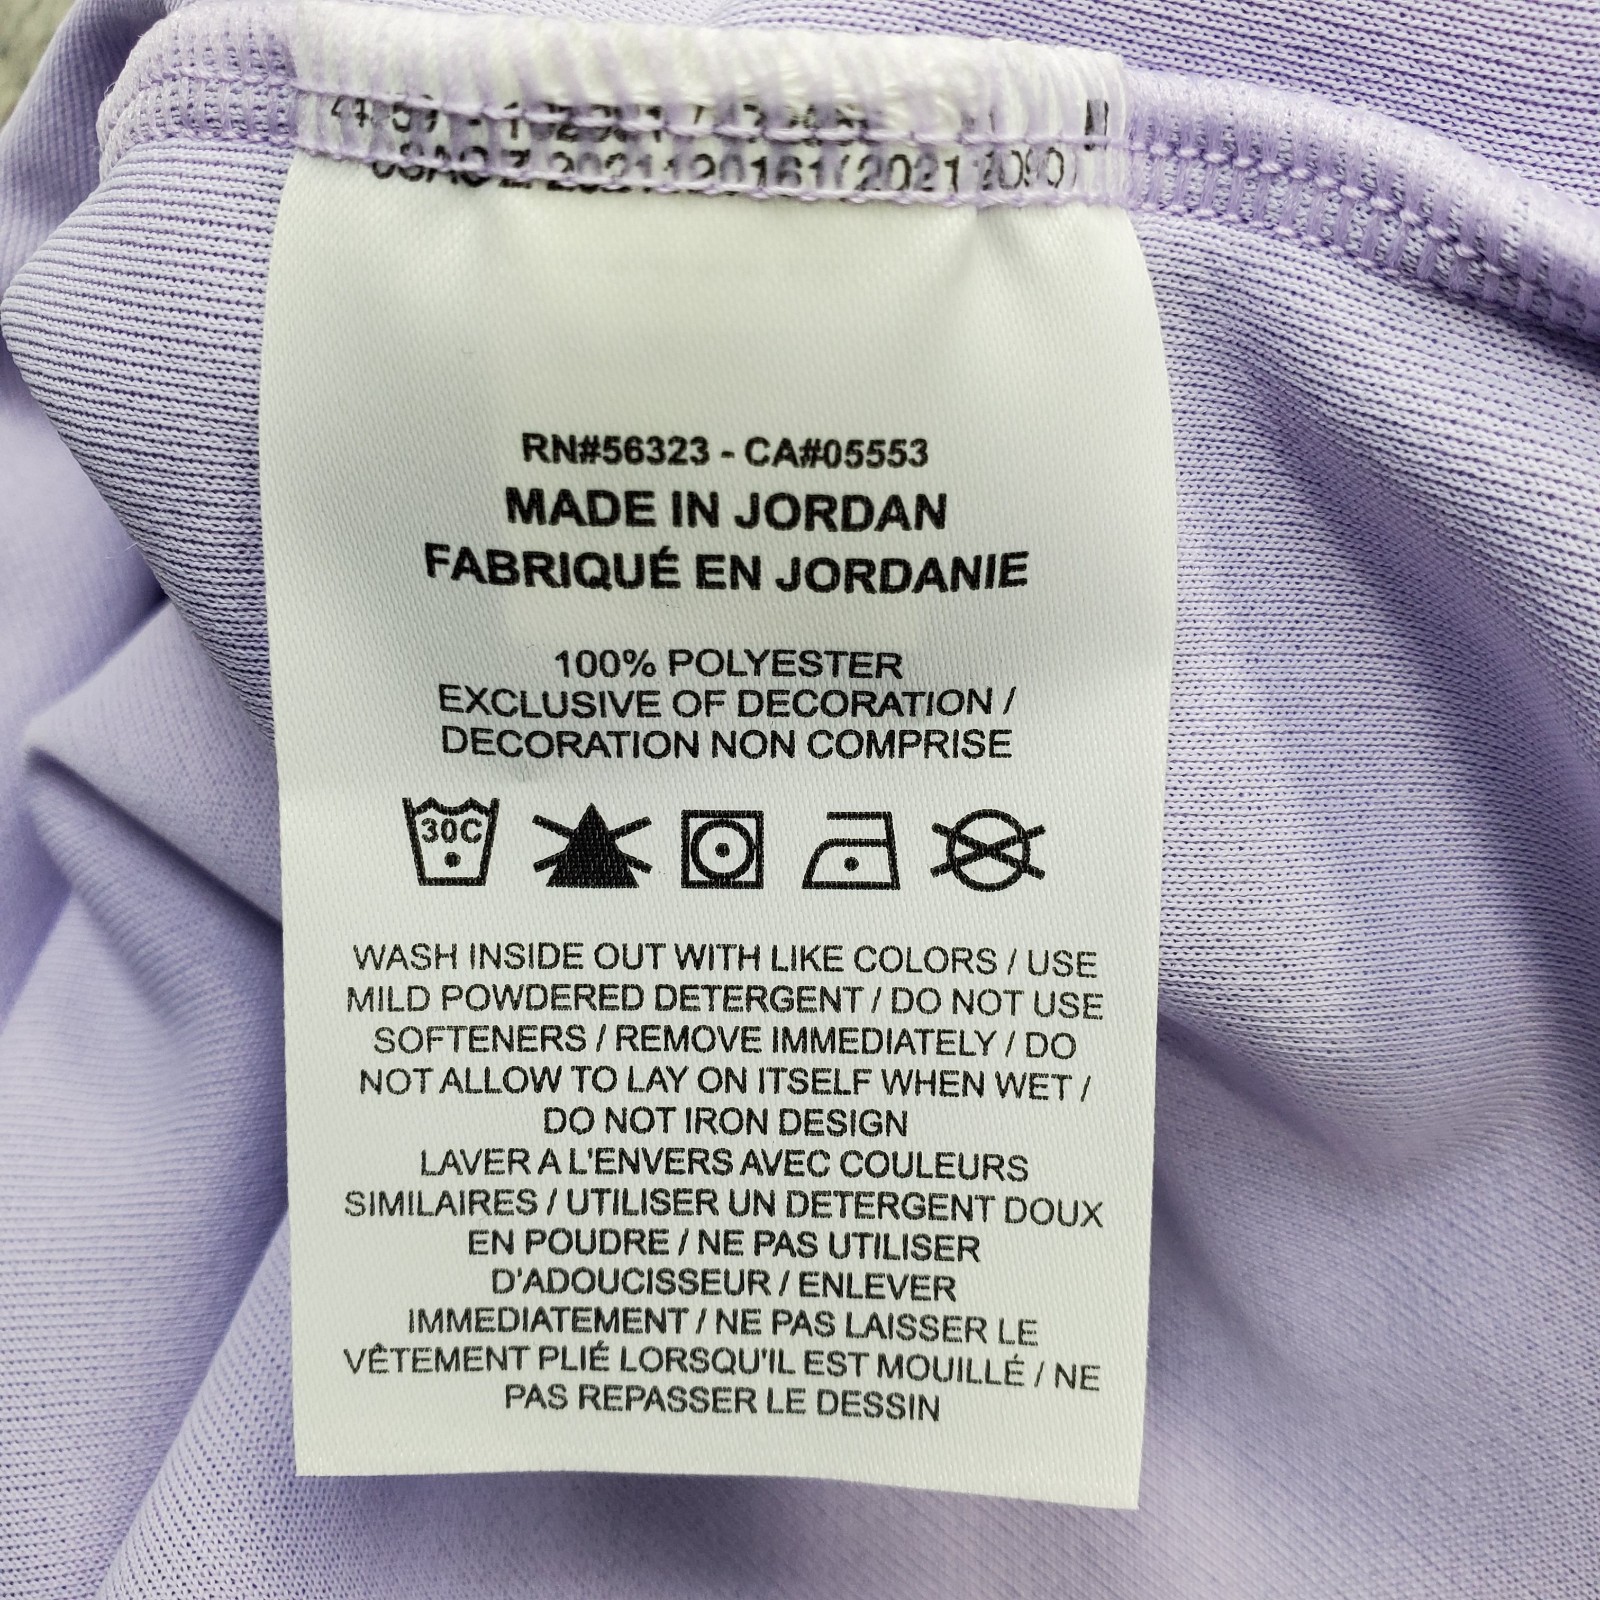 2021120161(2021
RN#56323 - CA#05553
MADE IN JORDAN
FABRIQUÉ EN JORDANIE
100% POLYESTER
EXCLUSIVE OF DECORATION /
DECORATION NON COMPRISE
30C
WASH INSIDE OUT WITH LIKE COLORS / USE
MILD POWDERED DETERGENT / DO NOT USE
SOFTENERS / REMOVE IMMEDIATELY / DO
NOT ALLOW TO LAY ON ITSELF WHEN WET /
DO NOT IRON DESIGN
LAVER A L'ENVERS AVEC COULEURS
SIMILAIRES / UTILISER UN DETERGENT DOUX
EN POUDRE / NE PAS UTILISER
D'ADOUCISSEUR / ENLEVER
IMMEDIATEMENT / NE PAS LAISSER LE
VÊTEMENT PLIÉ LORSQU'IL EST MOUILLÉ / NE
PAS REPASSER LE DESSIN